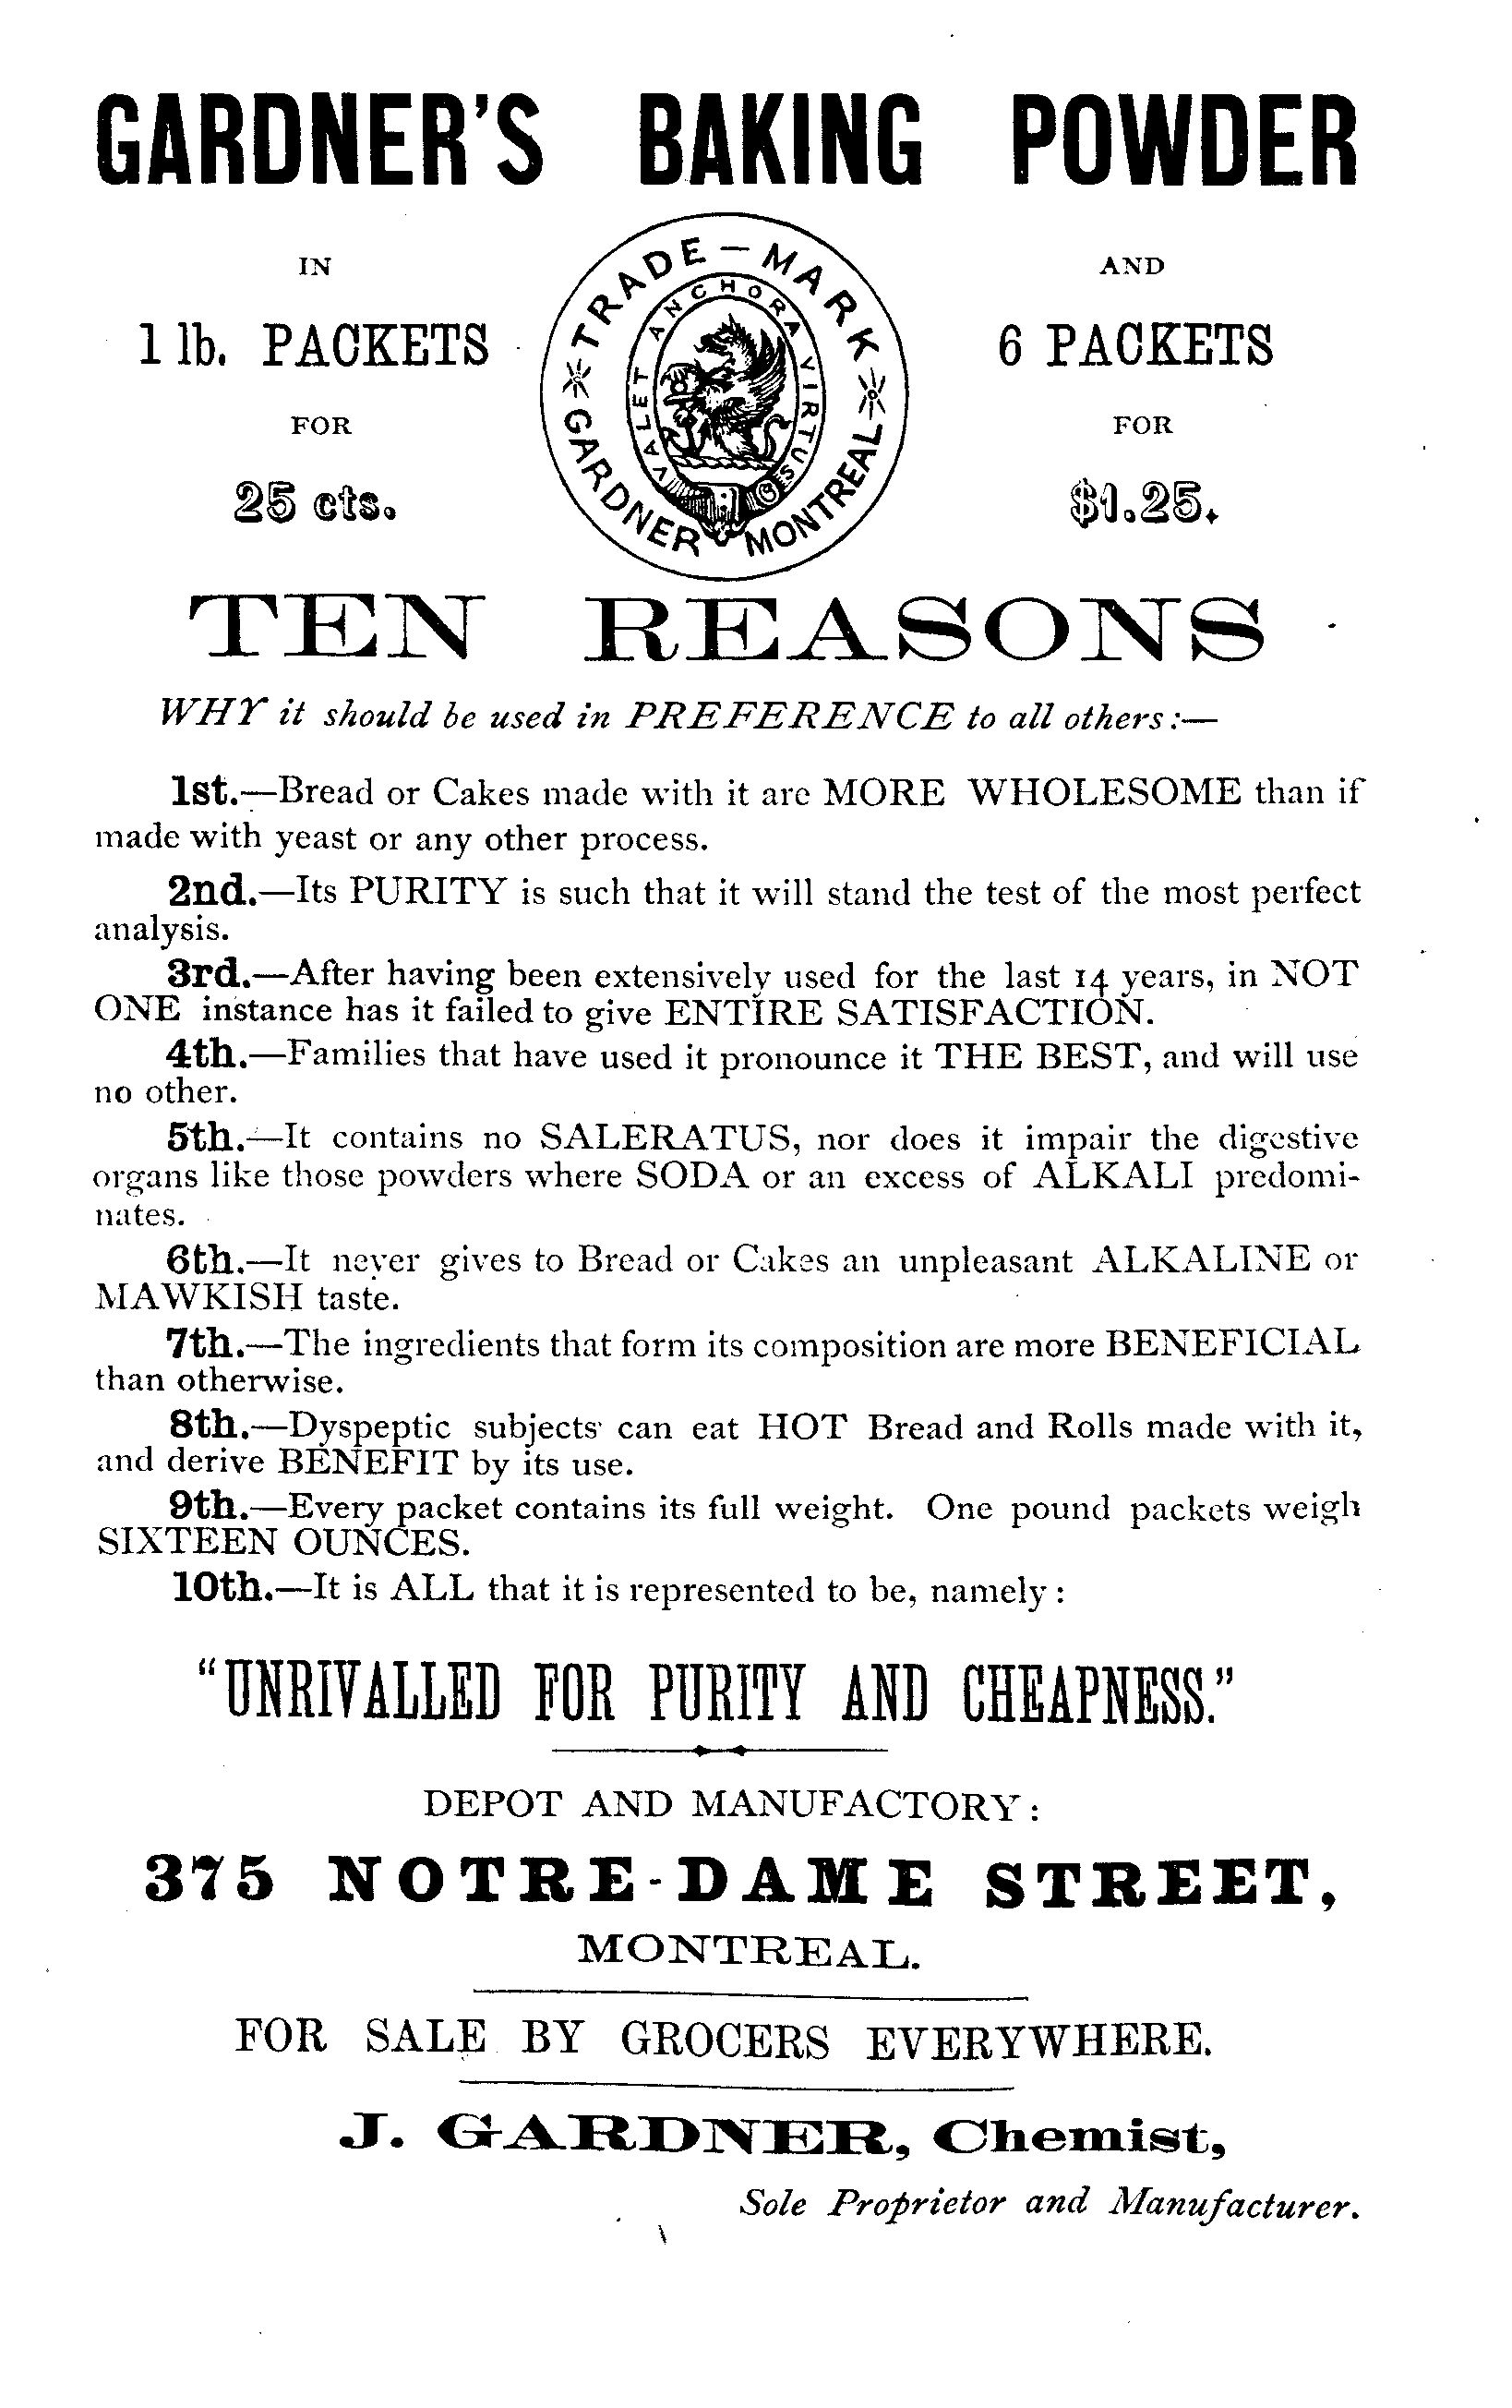 GARDNER'S BAKING POWDER
IN
1 lb. PACKETS
FOR
25 cts.
TRADE - MARK
GARDNER MONTREAL
VALET ANCHORA VIRTUS
AND
6 PACKETS
FOR
$1.25.
TEN REASONS
WHY it should be used in PREFERENCE to all others:—
1st.—Bread or Cakes made with it are MORE WHOLESOME than if
made with yeast or any other process.
2nd.—Its PURITY is such that it will stand the test of the most perfect
analysis.
3rd.—After having been extensively used for the last 14 years, in NOT
ONE instance has it failed to give ENTIRE SATISFACTION.
4th.—Families that have used it pronounce it THE BEST, and will use
no other.
5th.—It contains no SALERATUS, nor does it impair the digestive
organs like those powders where SODA or an excess of ALKALI predomi-
nates.
6th.—It never gives to Bread or Cakes an unpleasant ALKALINE or
MAWKISH taste.
7th.—The ingredients that form its composition are more BENEFICIAL
than otherwise.
8th.—Dyspeptic subjects can eat HOT Bread and Rolls made with it,
and derive BENEFIT by its use.
9th.—Every packet contains its full weight. One pound packets weigh
SIXTEEN OUNCES.
10th.—It is ALL that it is represented to be, namely:
"UNRIVALLED FOR PURITY AND CHEAPNESS."
DEPOT AND MANUFACTORY:
375 NOTRE-DAME STREET,
MONTREAL.
FOR SALE BY GROCERS EVERYWHERE.
J. GARDNER, Chemist,
Sole Proprietor and Manufacturer.